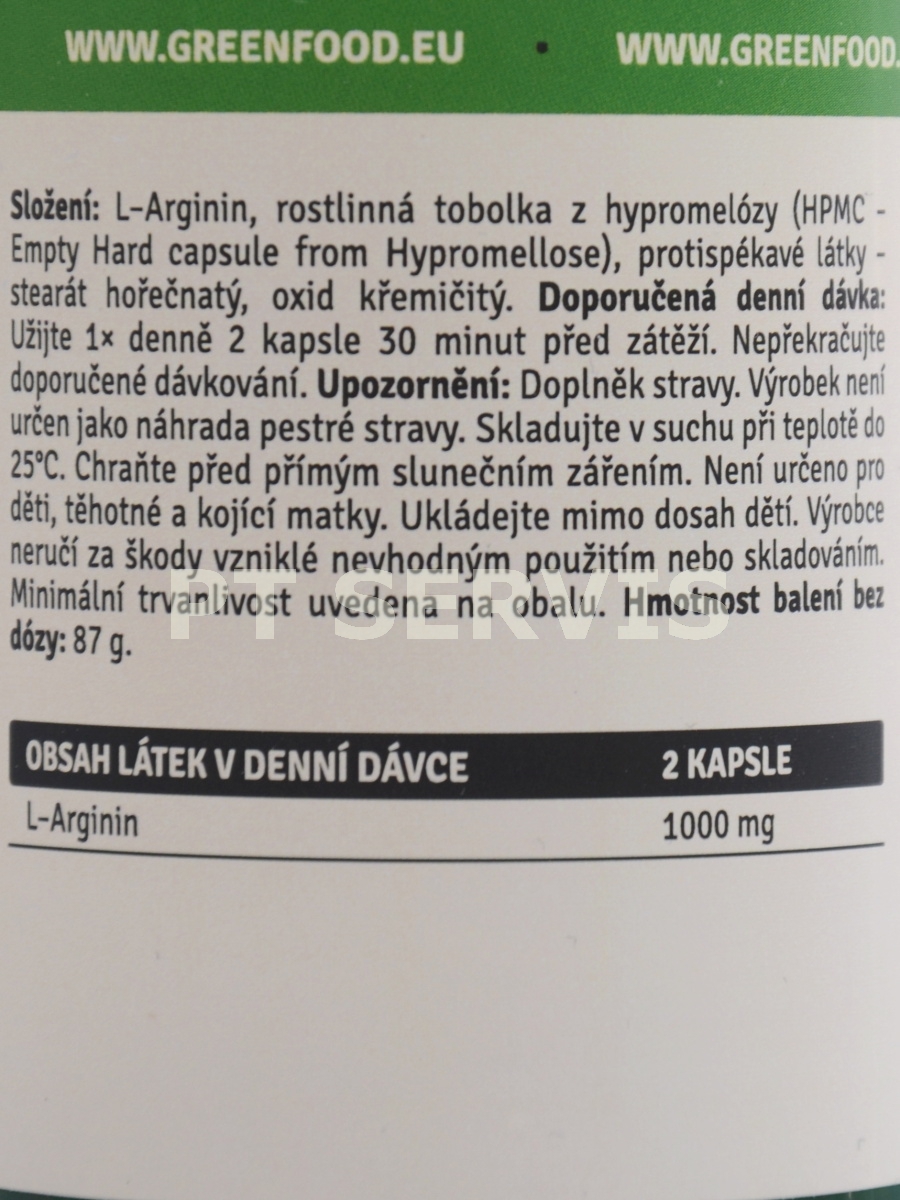 WWW.GREENFOOD.EU • WWW.GREENFOOD.
Složení: L-Arginin, rostlinná tobolka z hypromelózy (HPMC -
Empty Hard capsule from Hypromellose), protispékavé látky -
stearát hořečnatý, oxid křemičitý. Doporučená denní dávka:
Užijte 1x denně 2 kapsle 30 minut před zátěží. Nepřekračujte
doporučené dávkování. Upozornění: Doplněk stravy. Výrobek není
určen jako náhrada pestré stravy. Skladujte v suchu při teplotě do
25°C. Chraňte před přímým slunečním zářením. Není určeno pro
děti, těhotné a kojící matky. Ukládejte mimo dosah dětí. Výrobce
neručí za škody vzniklé nevhodným použitím nebo skladováním.
PT SERVIS
Minimální trvanlivost uvedena na obalu. Hmotnost balení bez
dózy: 87 g.
OBSAH LÁTEK V DENNÍ DÁVCE 2 KAPSLE
L-Arginin 1000 mg